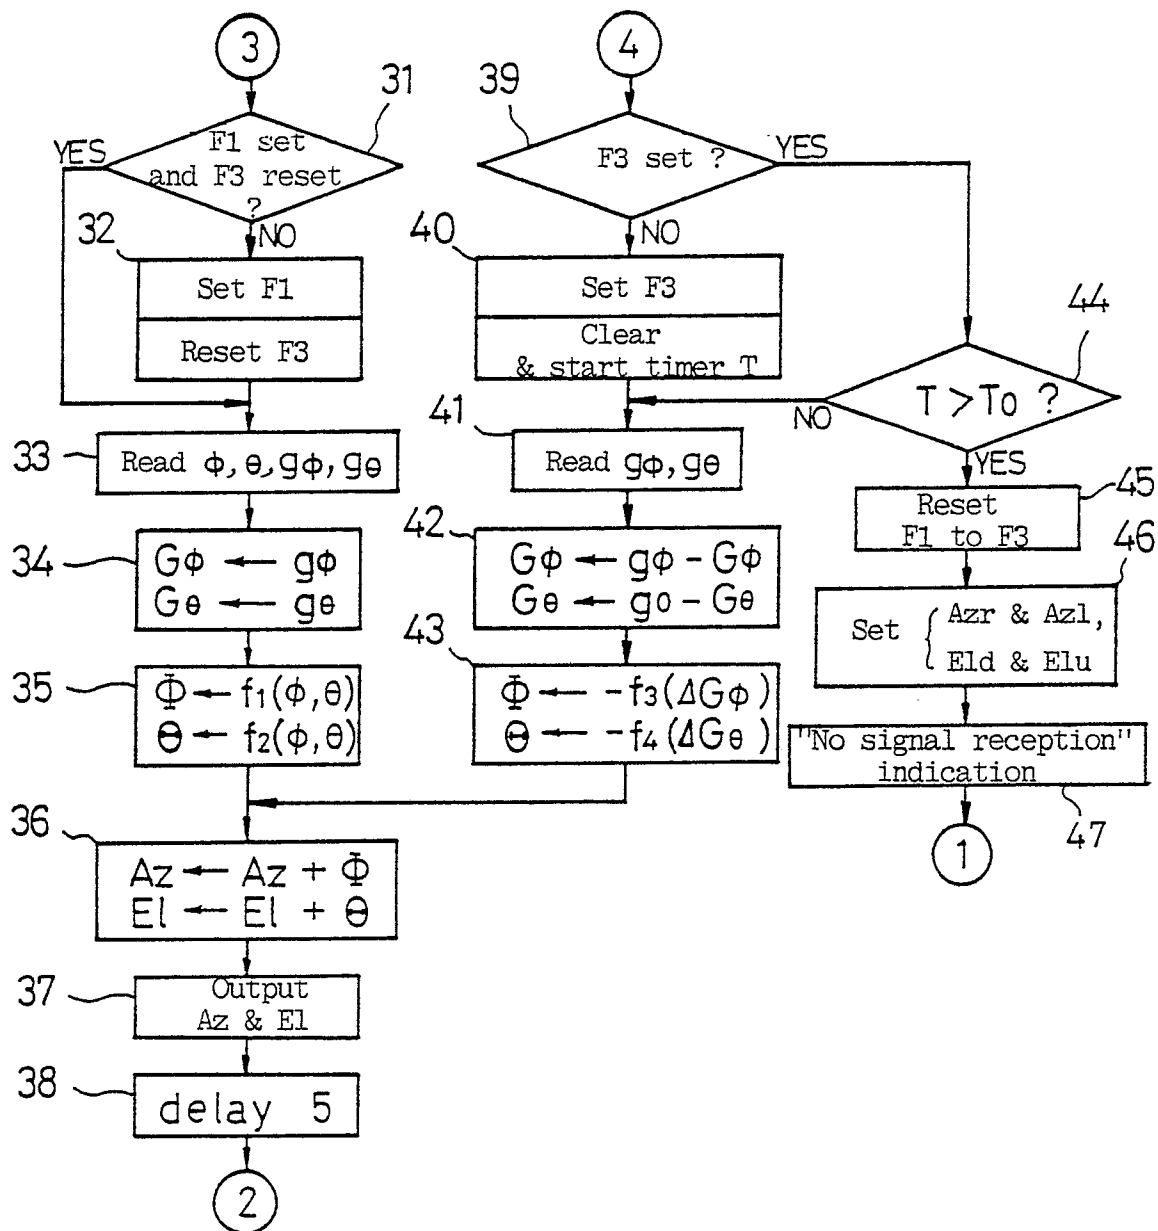 3
31
YES
F1 set
and F3 reset
?
NO
32
Set F1
Reset F3
33
Read ϕ, θ, gϕ, gθ
34
Gϕ ← gϕ
Gθ ← gθ
35
Φ ← f1(ϕ,θ)
Θ ← f2(ϕ,θ)
36
Az ← Az + Φ
El ← El + Θ
37
Output
Az & El
38
delay 5
2
4
39
F3 set ?
YES
NO
40
Set F3
Clear
& start timer T
41
Read gϕ, gθ
42
Gϕ ← gϕ - Gϕ
Gθ ← g0 - Gθ
43
Φ ← -f3(ΔGϕ)
Θ ← -f4(ΔGθ)
44
T > To ?
NO
YES
45
Reset
F1 to F3
46
Set { Azr & Azl,
Eld & Elu
"No signal reception"
indication
47
1